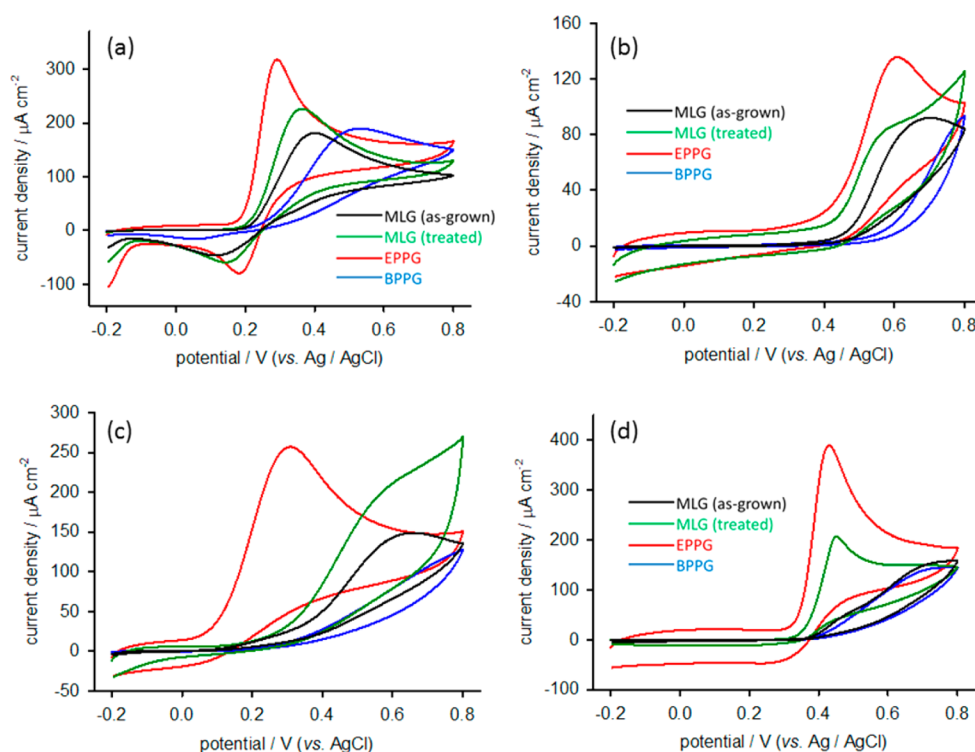 (a)
300
200
100
0
-100
current density / µA cm-2
MLG (as-grown)
MLG (treated)
EPPG
BPPG
-0.2 0.0 0.2 0.4 0.6 0.8
potential / V (vs. Ag / AgCl)
(b)
160
120
80
40
0
-40
current density / µA cm-2
MLG (as-grown)
MLG (treated)
EPPG
BPPG
-0.2 0.0 0.2 0.4 0.6 0.8
potential / V (vs. Ag / AgCl)
(c)
300
250
200
150
100
50
0
-50
current density / µA cm-2
-0.2 0.0 0.2 0.4 0.6 0.8
potential / V (vs. AgCl)
(d)
400
300
200
100
0
-100
current density / µA cm-2
MLG (as-grown)
MLG (treated)
EPPG
BPPG
-0.2 0.0 0.2 0.4 0.6 0.8
potential / V (vs. Ag / AgCl)